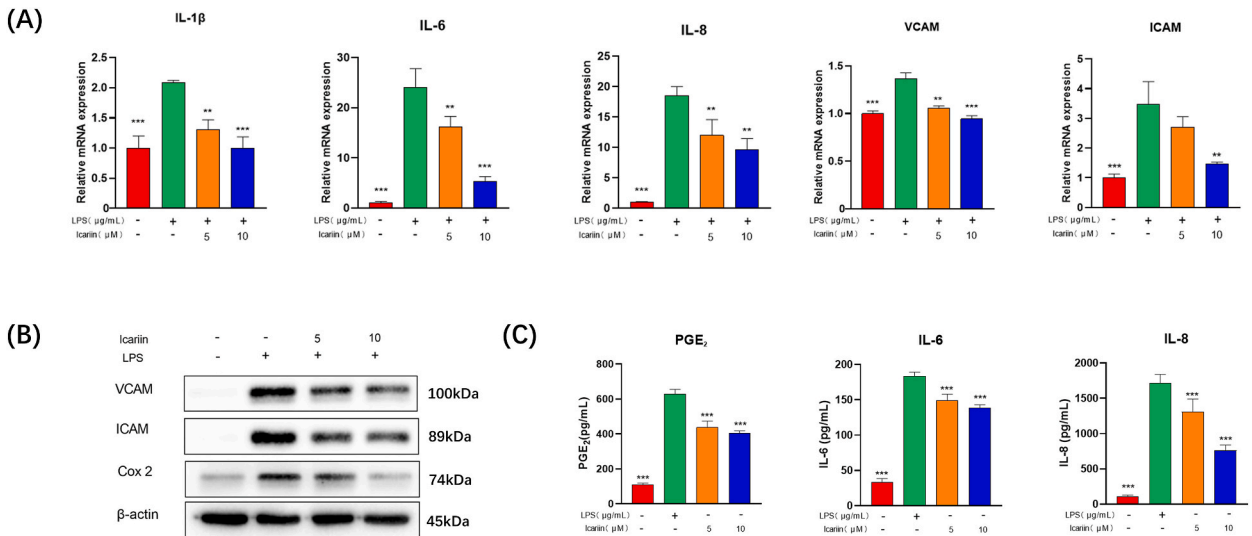 (A)
IL-1β
IL-6
IL-8
VCAM
ICAM
Relative mRNA expression
2.5
2.0
1.5
1.0
0.5
0.0
*** ** ***
LPS( μg/mL) - + + +
Icariin( μM) - - 5 10
Relative mRNA expression
30
20
10
0
*** ** ***
LPS( μg/mL) - + + +
Icariin( μM) - - 5 10
Relative mRNA expression
25
20
15
10
5
0
*** ** **
LPS( μg/mL) - + + +
Icariin( μM) - - 5 10
Relative mRNA expression
1.5
1.0
0.5
0.0
*** ** ***
LPS( μg/mL) - + + +
Icariin( μM) - - 5 10
Relative mRNA expression
5
4
3
2
1
0
*** **
LPS( μg/mL) - + + +
Icariin( μM) - - 5 10
(B)
Icariin - - 5 10
LPS - + + +
VCAM 100kDa
ICAM 89kDa
Cox 2 74kDa
β-actin 45kDa
(C)
PGE₂
PGE₂(pg/mL)
800
600
400
200
0
*** *** ***
LPS( μg/mL) - + - -
Icariin( μM) - - 5 10
IL-6
IL-6 (pg/mL)
200
150
100
50
0
*** *** ***
LPS( μg/mL) - + - -
Icariin( μM) - - 5 10
IL-8
IL-8 (pg/mL)
2000
1500
1000
500
0
*** *** ***
LPS( μg/mL) - + - -
Icariin( μM) - - 5 10